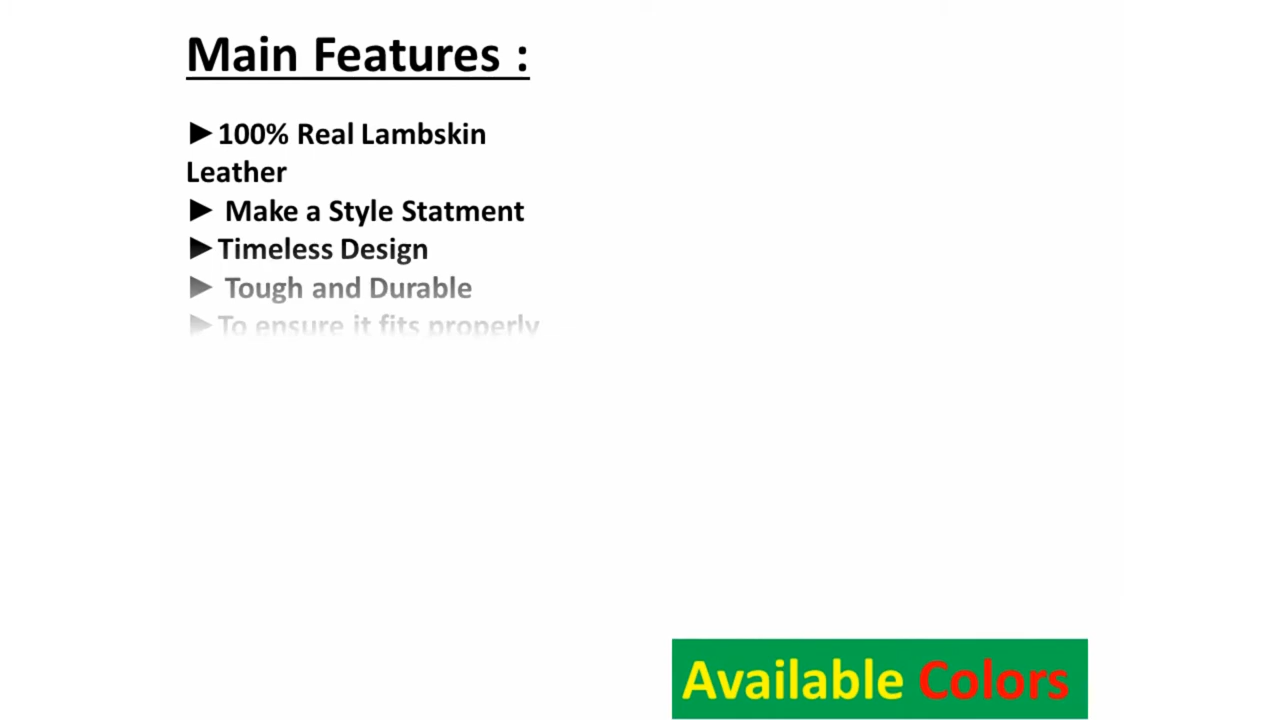 Main Features :
►100% Real Lambskin
Leather
► Make a Style Statment
►Timeless Design
► Tough and Durable
►To ensure it fits properly
Available Colors